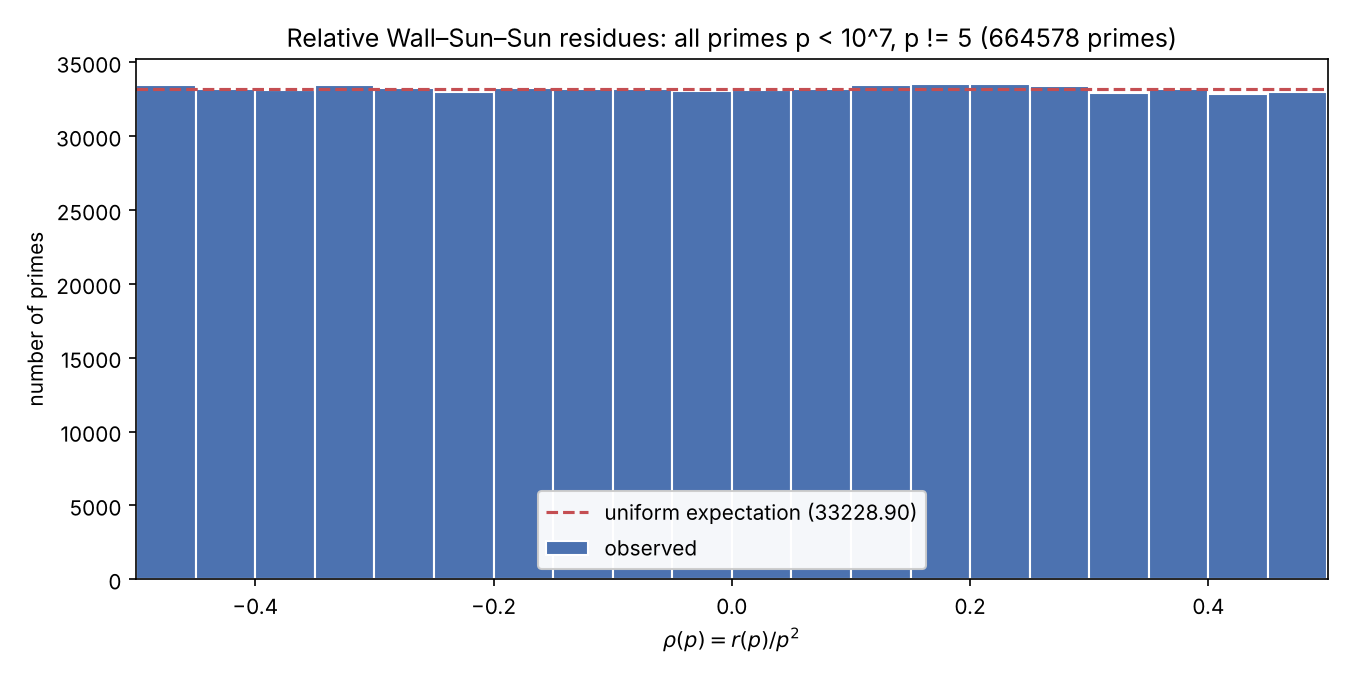 Relative Wall–Sun–Sun residues: all primes p < 10^7, p != 5 (664578 primes)
number of primes
35000
30000
25000
20000
15000
10000
5000
0
uniform expectation (33228.90)
observed
−0.4
−0.2
0.0
0.2
0.4
ρ(p) = r(p)/p²